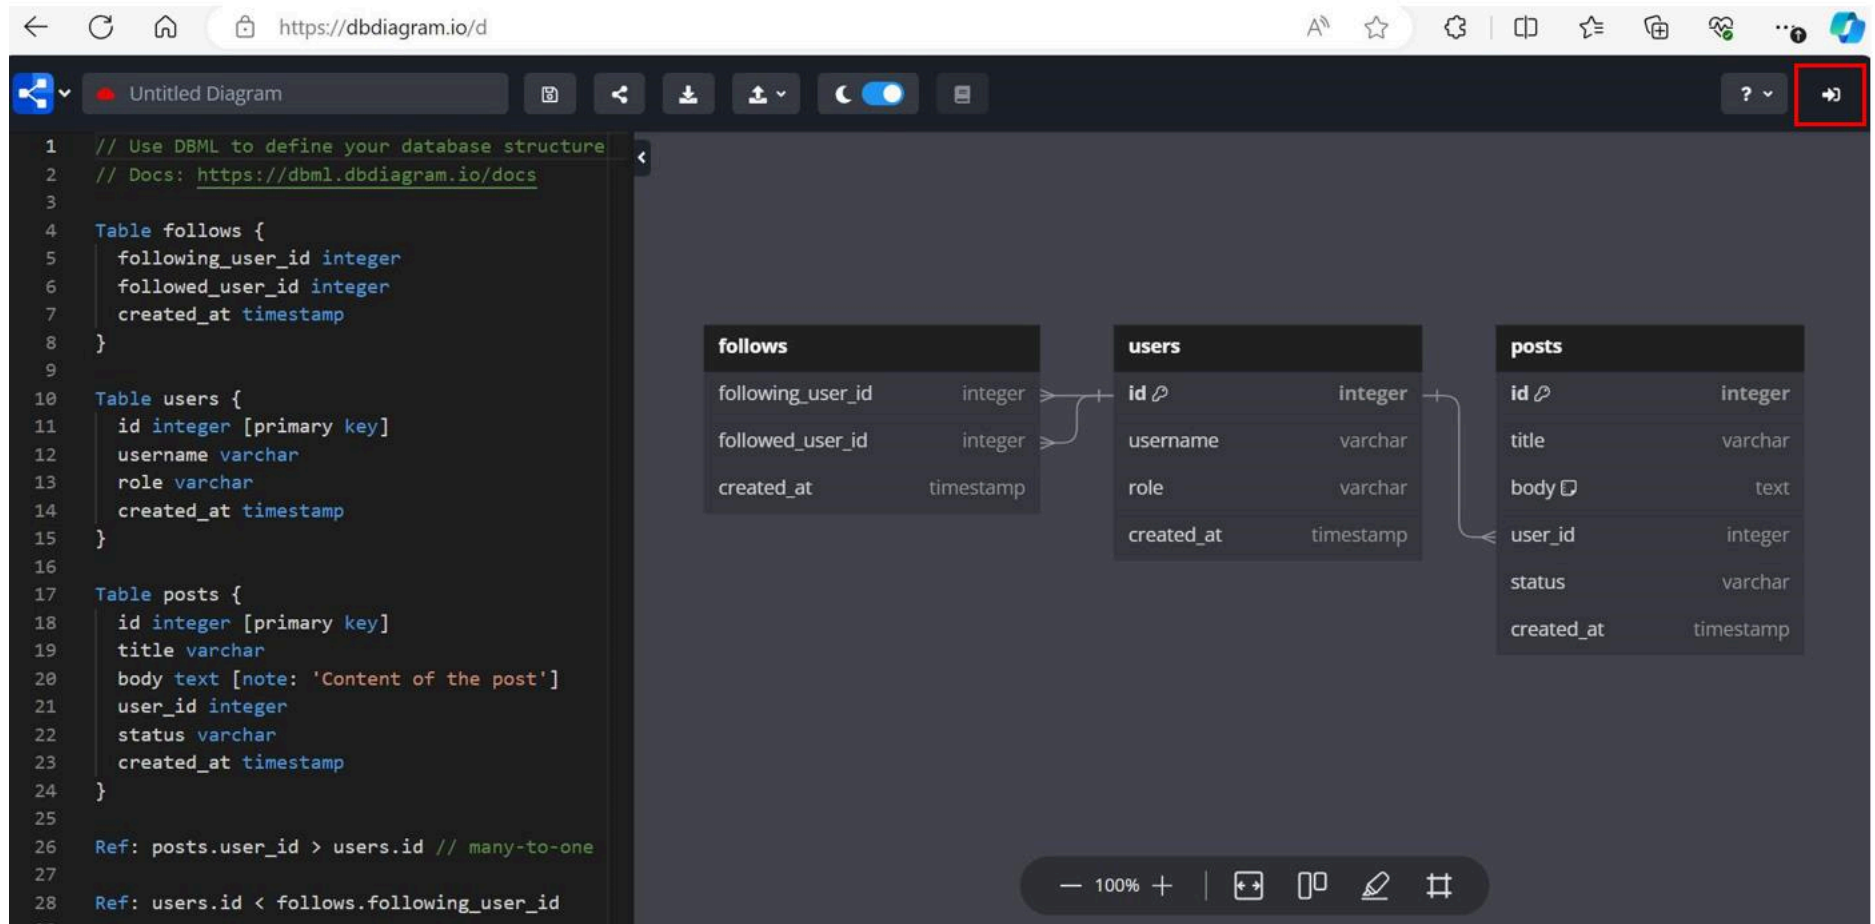 https://dbdiagram.io/d
Untitled Diagram
?
1 // Use DBML to define your database structure
2 // Docs: https://dbml.dbdiagram.io/docs
3
4 Table follows {
5 following_user_id integer
6 followed_user_id integer
7 created_at timestamp
8 }
9
10 Table users {
11 id integer [primary key]
12 username varchar
13 role varchar
14 created_at timestamp
15 }
16
17 Table posts {
18 id integer [primary key]
19 title varchar
20 body text [note: 'Content of the post']
21 user_id integer
22 status varchar
23 created_at timestamp
24 }
25
26 Ref: posts.user_id > users.id // many-to-one
27
28 Ref: users.id < follows.following_user_id
follows
following_user_id integer
followed_user_id integer
created_at timestamp
users
id integer
username varchar
role varchar
created_at timestamp
posts
id integer
title varchar
body text
user_id integer
status varchar
created_at timestamp
— 100% +